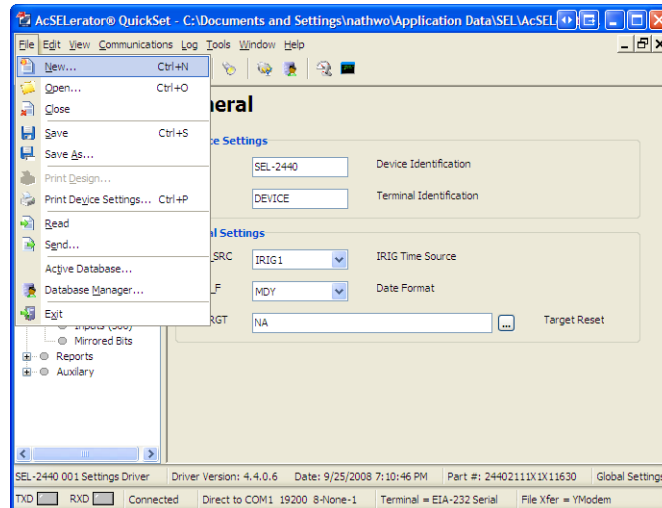 AcSELerator® QuickSet - C:\Documents and Settings\nathwo\Application Data\SEL\AcSEL
File Edit View Communications Log Tools Window Help
New... Ctrl+N
Open... Ctrl+O
Close
Save Ctrl+S
Save As...
Print Design...
Print Device Settings... Ctrl+P
Read
Send...
Active Database...
Database Manager...
Exit
neral
ce Settings
SEL-2440 Device Identification
DEVICE Terminal Identification
al Settings
_SRC IRIG1 IRIG Time Source
_F MDY Date Format
RGT NA ... Target Reset
Mirrored Bits
Reports
Auxilary
SEL-2440 001 Settings Driver Driver Version: 4.4.0.6 Date: 9/25/2008 7:10:46 PM Part #: 24402111X1X11630 Global Settings
TXD RXD Connected Direct to COM1 19200 8-None-1 Terminal = EIA-232 Serial File Xfer = YModem